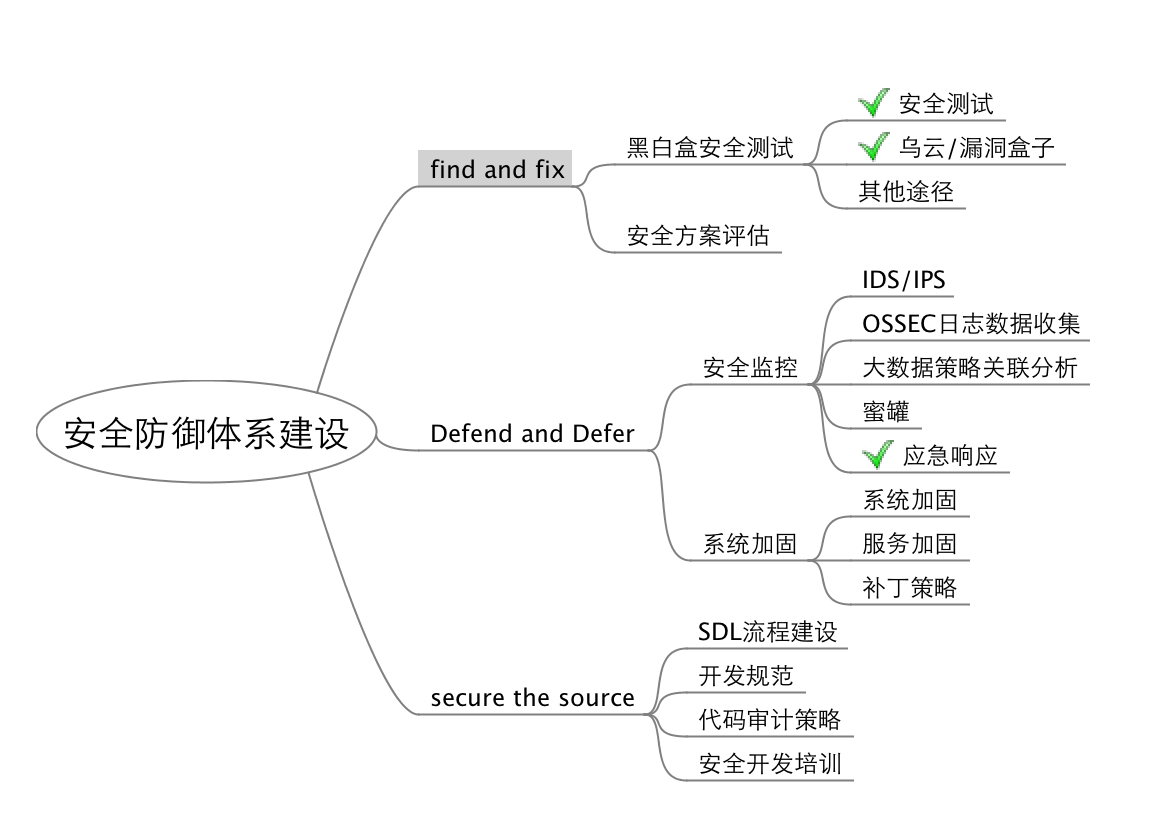 安全防御体系建设
find and fix
黑白盒安全测试
安全测试
乌云/漏洞盒子
其他途径
安全方案评估
Defend and Defer
安全监控
IDS/IPS
OSSEC日志数据收集
大数据策略关联分析
蜜罐
应急响应
系统加固
系统加固
服务加固
补丁策略
secure the source
SDL流程建设
开发规范
代码审计策略
安全开发培训